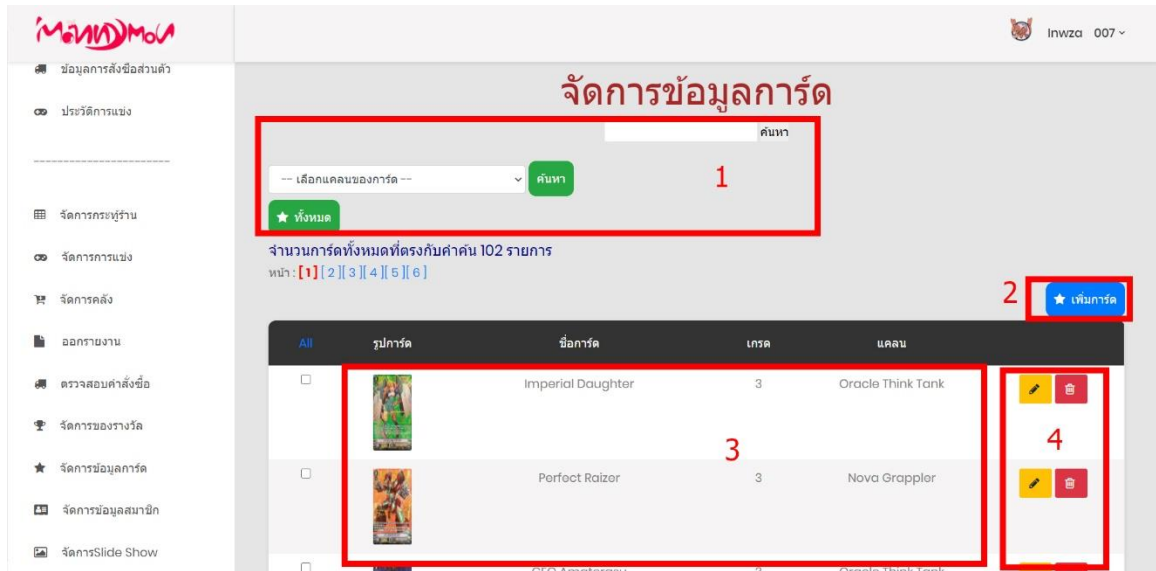 Inwza 007
ข้อมูลการสั่งซื้อส่วนตัว
ประวัติการแข่ง
------------------------
จัดการกระทู้ร้าน
จัดการการแข่ง
จัดการคลัง
ออกรายงาน
ตรวจสอบคำสั่งซื้อ
จัดการของรางวัล
จัดการข้อมูลการ์ด
จัดการข้อมูลสมาชิก
จัดการSlide Show
จัดการข้อมูลการ์ด
ค้นหา
-- เลือกแคลนของการ์ด -- ค้นหา
1
ทั้งหมด
จำนวนการ์ดทั้งหมดที่ตรงกับคำค้น 102 รายการ
หน้า : [1] [ 2 ][ 3 ][ 4 ][ 5 ][ 6 ]
2 เพิ่มการ์ด
All รูปการ์ด ชื่อการ์ด เกรด แคลน
Imperial Daughter 3 Oracle Think Tank
3 4
Perfect Raizer 3 Nova Grappler
CEO Amaterasu 3 Oracle Think Tank